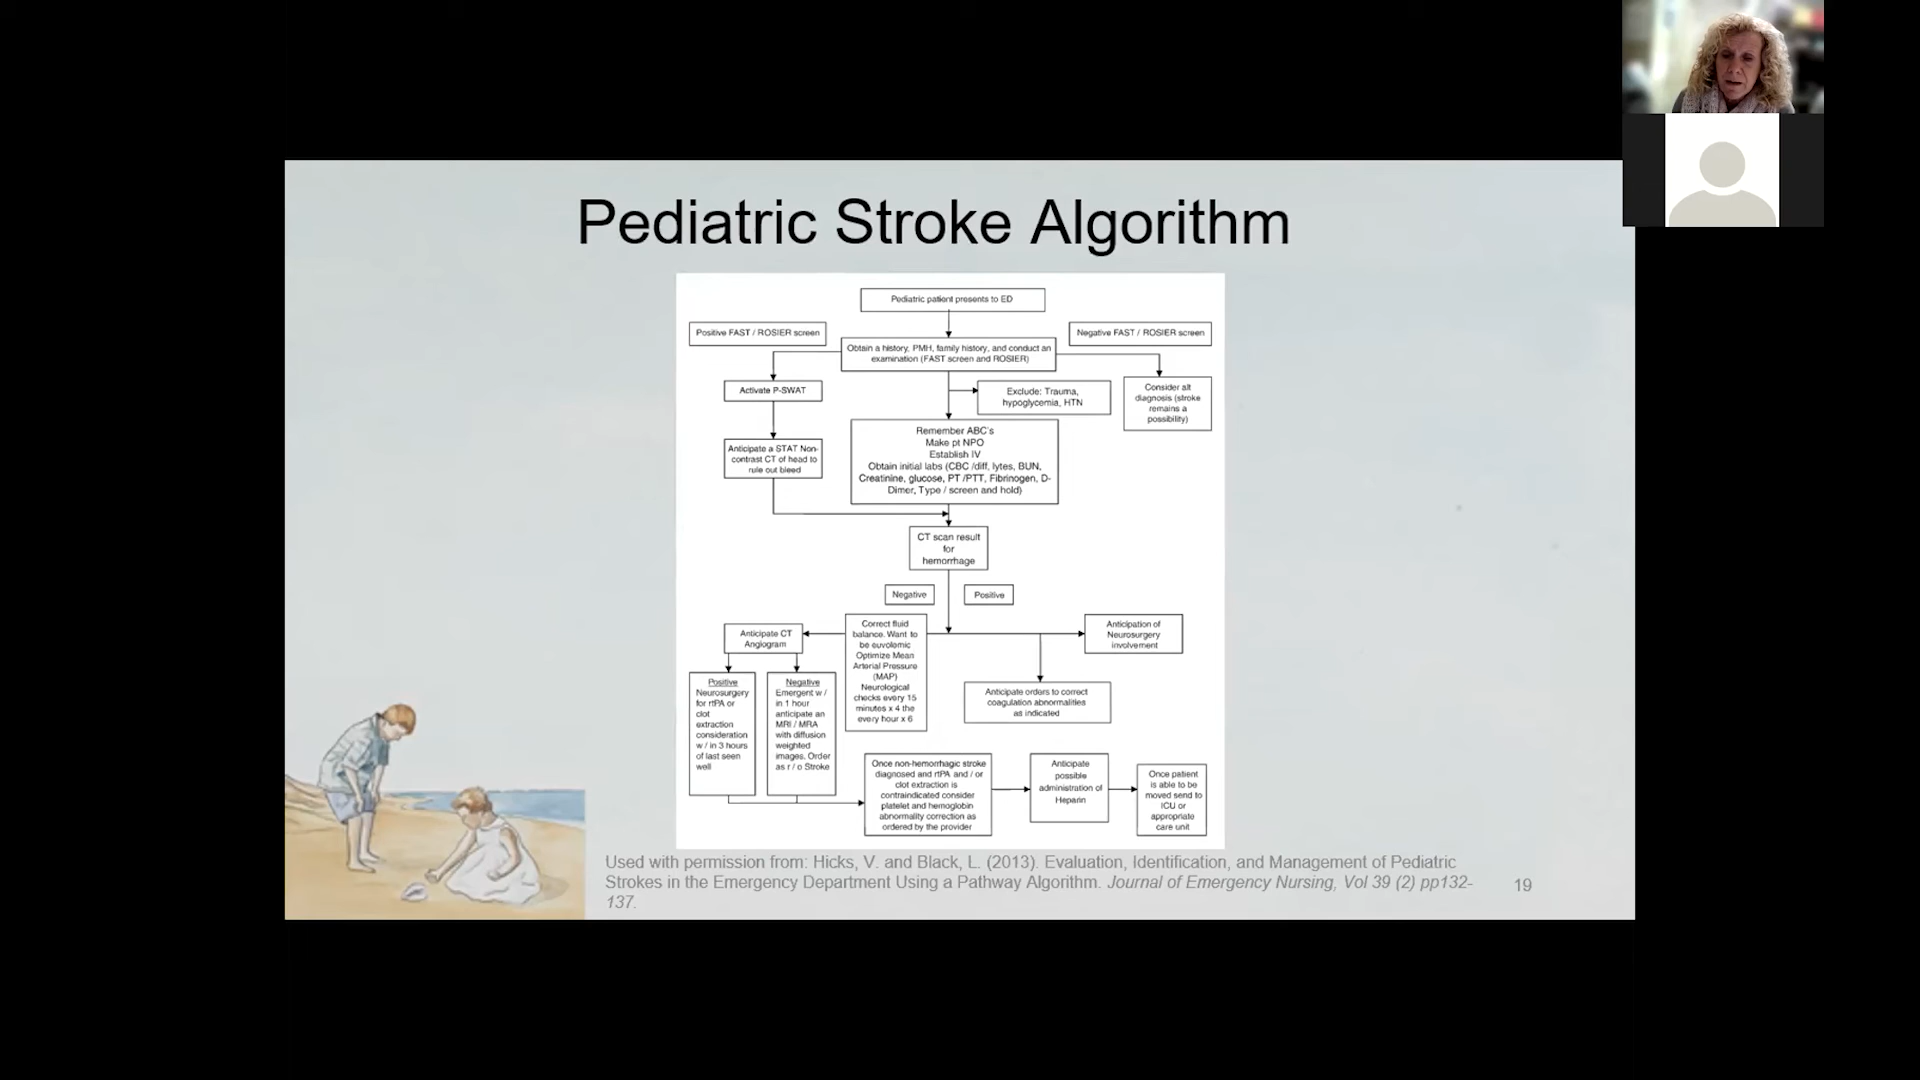 Pediatric Stroke Algorithm
Pediatric patient presents to ED
Positive FAST / ROSIER screen
Negative FAST / ROSIER screen
Obtain a history, PMH, family history, and conduct an
examination (FAST screen and ROSIER)
Activate P-SWAT
Exclude: Trauma,
hypoglycemia, HTN
Consider alt
diagnosis (stroke
remains a
possibility)
Anticipate a STAT Non-
contrast CT of head to
rule out bleed
Remember ABC's
Make pt NPO
Establish IV
Obtain initial labs (CBC /diff, lytes, BUN,
Creatinine, glucose, PT /PTT, Fibrinogen, D-
Dimer, Type / screen and hold)
CT scan result
for
hemorrhage
Negative
Positive
Anticipate CT
Angiogram
Correct fluid
balance. Want to
be euvolemic
Optimize Mean
Arterial Pressure
(MAP)
Neurological
checks every 15
minutes x 4 the
every hour x 6
Anticipation of
Neurosurgery
involvement
Positive
Neurosurgery
for rtPA or
clot
extraction
consideration
w / in 3 hours
of last seen
well
Negative
Emergent w /
in 1 hour
anticipate an
MRI / MRA
with diffusion
weighted
images. Order
as r / o Stroke
Anticipate orders to correct
coagulation abnormalities
as indicated
Once non-hemorrhagic stroke
diagnosed and rtPA and / or
clot extraction is
contraindicated consider
platelet and hemoglobin
abnormality correction as
ordered by the provider
Anticipate
possible
administration of
Heparin
Once patient
is able to be
moved send to
ICU or
appropriate
care unit
Used with permission from: Hicks, V. and Black, L. (2013). Evaluation, Identification, and Management of Pediatric
Strokes in the Emergency Department Using a Pathway Algorithm. Journal of Emergency Nursing, Vol 39 (2) pp132-
137.
19